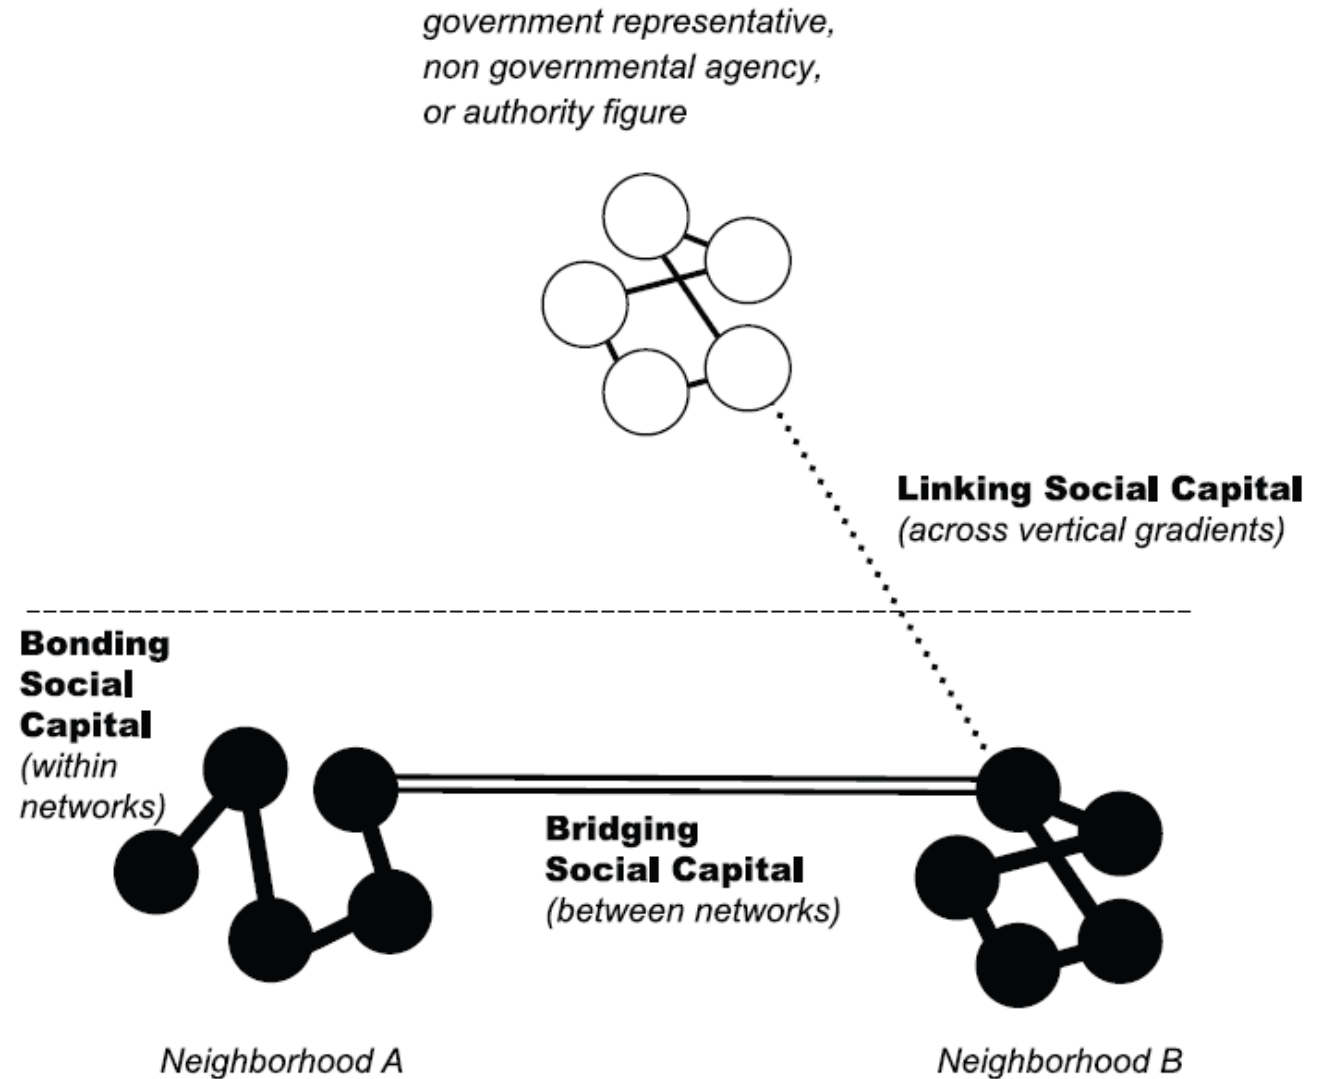 government representative,
non governmental agency,
or authority figure
Linking Social Capital
(across vertical gradients)
Bonding
Social
Capital
(within
networks)
Bridging
Social Capital
(between networks)
Neighborhood A
Neighborhood B